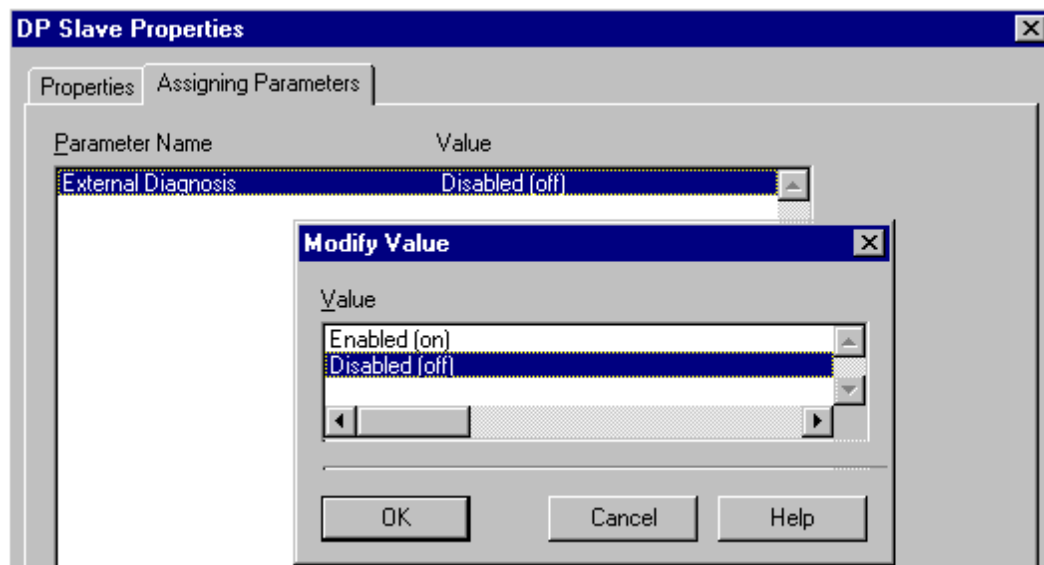 DP Slave Properties
Properties Assigning Parameters
Parameter Name Value
External Diagnosis Disabled (off)
Modify Value
Value
Enabled (on)
Disabled (off)
OK Cancel Help